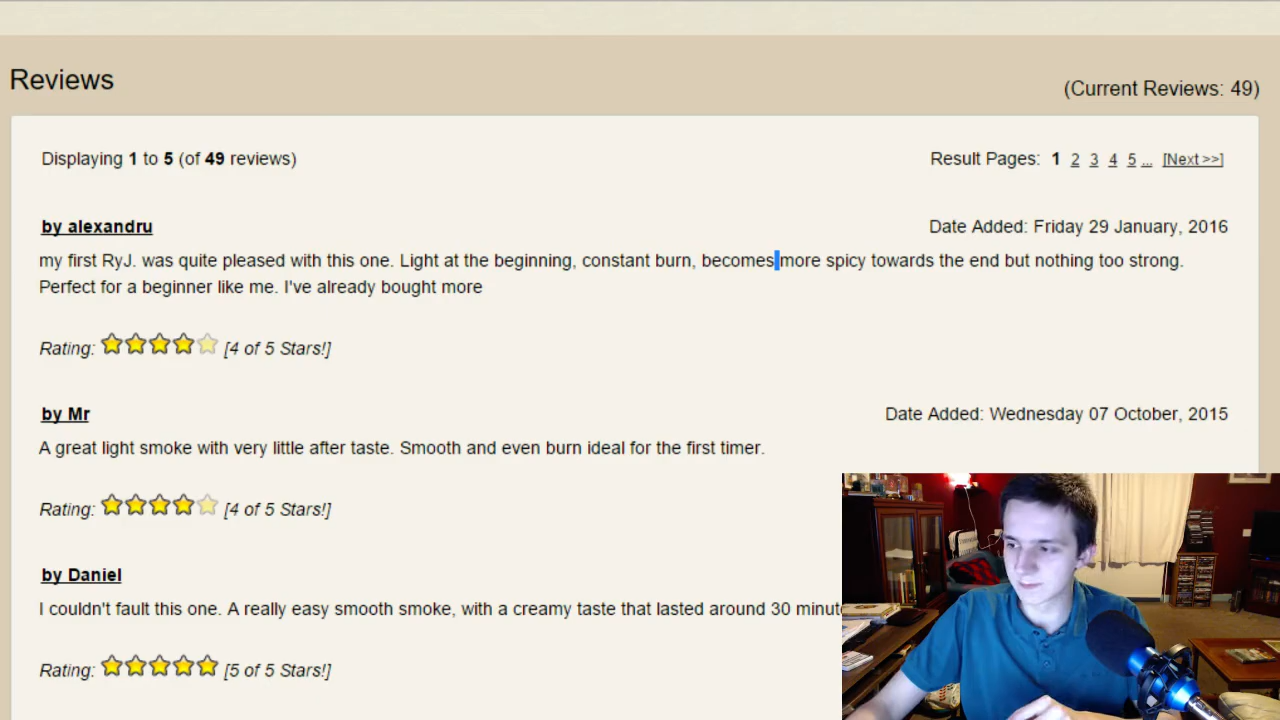 Reviews
(Current Reviews: 49)
Displaying 1 to 5 (of 49 reviews)
Result Pages: 1 2 3 4 5 ... [Next >>]
by alexandru
Date Added: Friday 29 January, 2016
my first RyJ. was quite pleased with this one. Light at the beginning, constant burn, becomes more spicy towards the end but nothing too strong.
Perfect for a beginner like me. I've already bought more
Rating: [4 of 5 Stars!]
by Mr
Date Added: Wednesday 07 October, 2015
A great light smoke with very little after taste. Smooth and even burn ideal for the first timer.
Rating: [4 of 5 Stars!]
by Daniel
I couldn't fault this one. A really easy smooth smoke, with a creamy taste that lasted around 30
Rating: [5 of 5 Stars!]